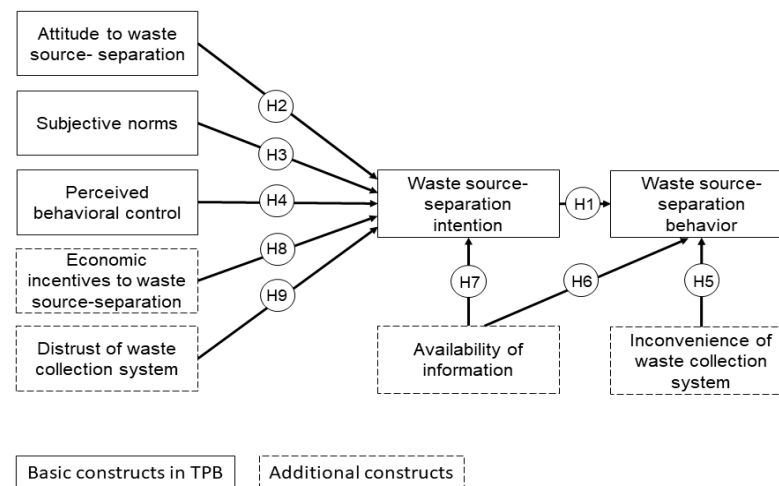 Attitude to waste
source- separation
H2
Subjective norms
H3
Perceived
behavioral control
H4
Waste source-
separation
intention
H1
Waste source-
separation
behavior
Economic
incentives to waste
source-separation
H8
H9
H7
H6
H5
Distrust of waste
collection system
Availability of
information
Inconvenience of
waste collection
system
Basic constructs in TPB
Additional constructs